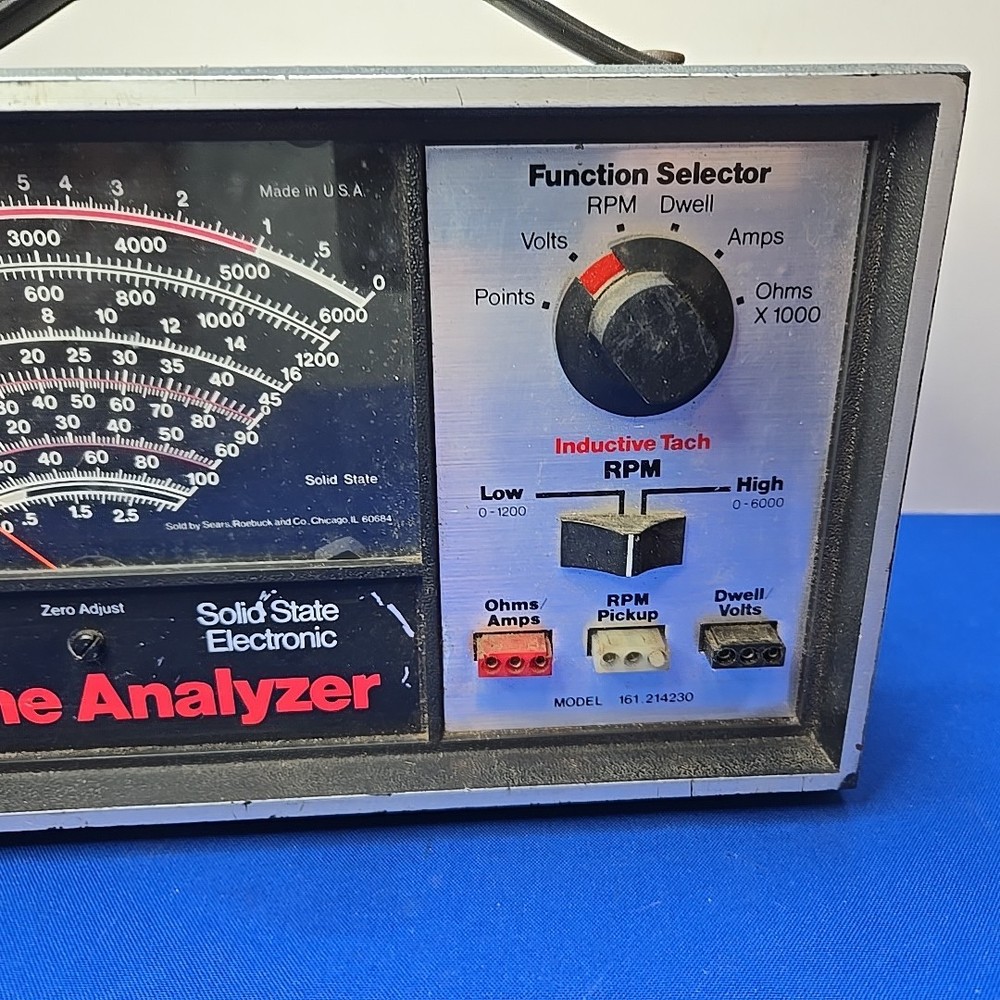 5 4 3 2 1 .5 0
Made in U.S.A.
3000 4000 5000 6000
600 800 1000 1200
8 10 12 14 16
20 25 30 35 40 45
30 40 50 60 70 80 90
20 30 40 50 60
20 40 60 80 100
0 .5 1.5 2.5
Solid State
Sold by Sears, Roebuck and Co., Chicago, IL 60684
Zero Adjust
Solid State
Electronic
ne Analyzer
Function Selector
RPM Dwell
Volts Amps
Points Ohms
X 1000
Inductive Tach
RPM
Low High
0-1200 0-6000
Ohms/
Amps
RPM
Pickup
Dwell/
Volts
MODEL 161.214230